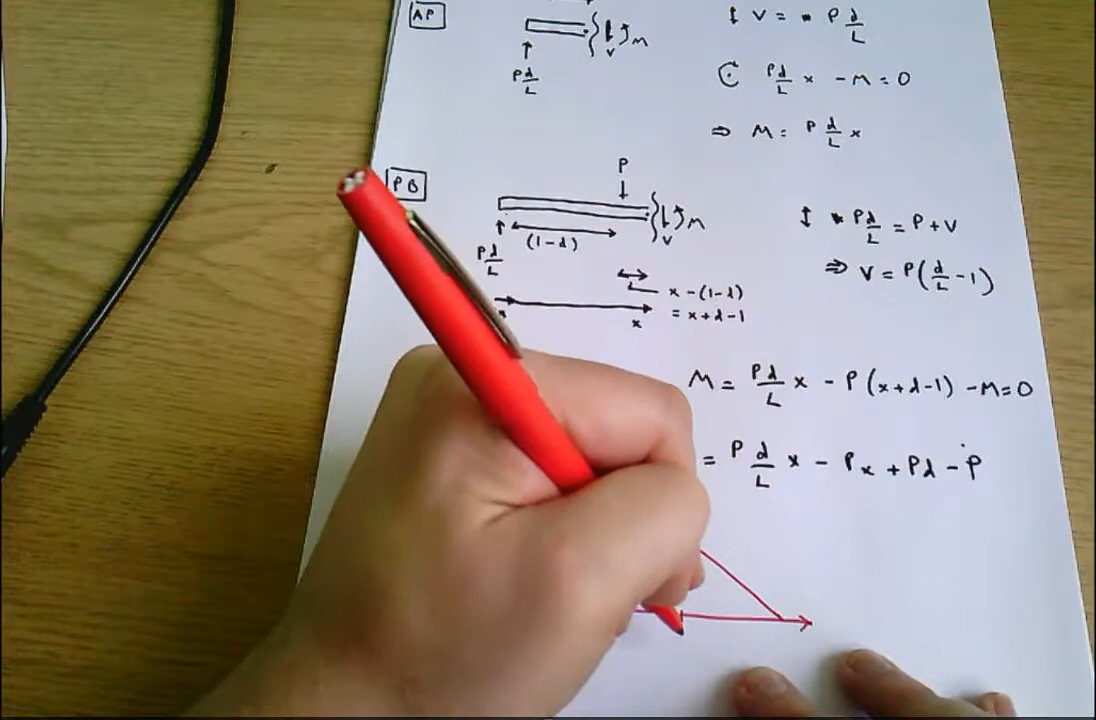 AP
V = P d/L
V M
P d/L
P d/L x - M = 0
⇒ M = P d/L x
PB
P
V M
(1-d)
P d/L
P d/L = P + V
⇒ V = P(d/L - 1)
x - (1-d)
= x+d-1
x x
M = P d/L x - P(x+d-1) - M = 0
= P d/L x - Px + Pd - P